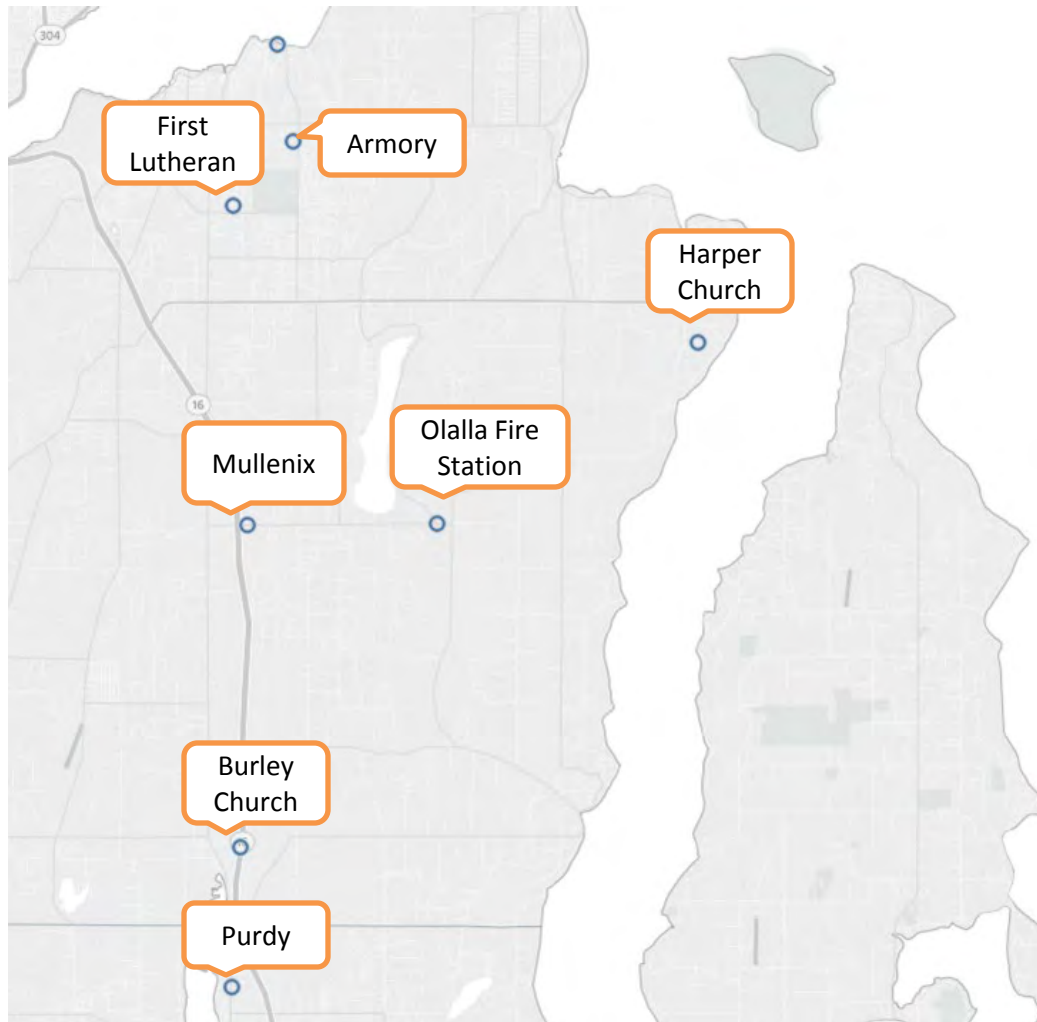 304
First
Lutheran
Armory
Harper
Church
16
Mullenix
Olalla Fire
Station
Burley
Church
Purdy